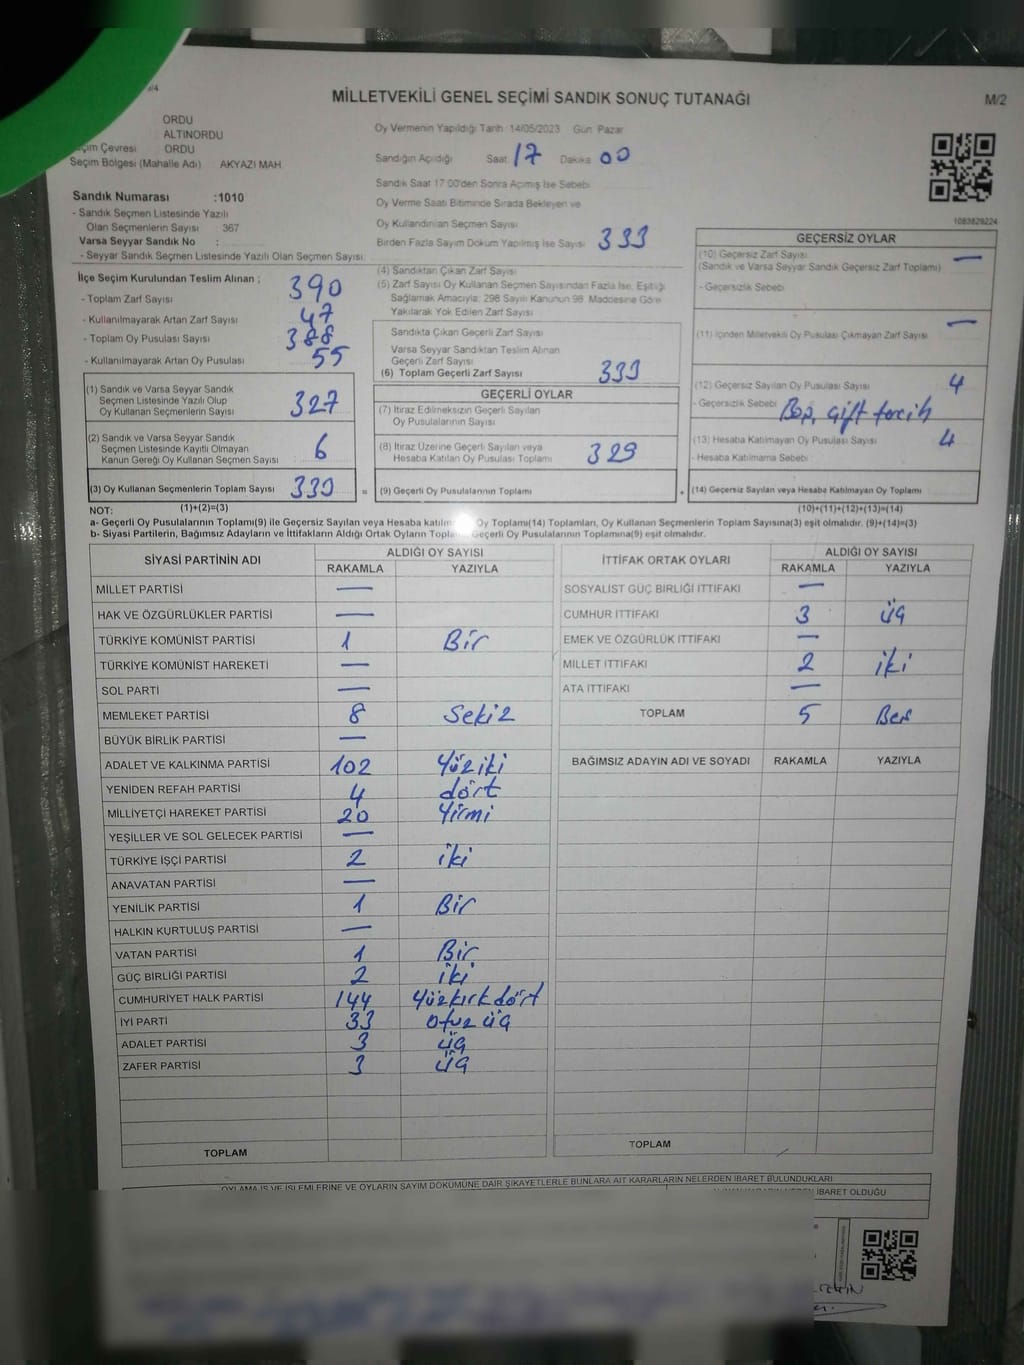 MİLLETVEKİLİ GENEL SEÇİMİ SANDIK SONUÇ TUTANAĞI
M/2
ORDU
ALTINORDU
Seçim Çevresi ORDU
Seçim Bölgesi (Mahalle Adı) AKYAZI MAH
Oy Vermenin Yapıldığı Tarih 14/05/2023 Gün Pazar
Sandığın Açıldığı Saat 17 Dakika 00
Sandık Saat 17:00'den Sonra Açılmış İse Sebebi
Oy Verme Saati Bitiminde Sırada Bekleyen ve
Oy Kullandırılan Seçmen Sayısı
Birden Fazla Sayım Döküm Yapılmış İse Sayısı 333
1083829224
Sandık Numarası :1010
- Sandık Seçmen Listesinde Yazılı
Olan Seçmenlerin Sayısı 367
Varsa Seyyar Sandık No :
- Seyyar Sandık Seçmen Listesinde Yazılı Olan Seçmen Sayısı
İlçe Seçim Kurulundan Teslim Alınan ;
- Toplam Zarf Sayısı 390
- Kullanılmayarak Artan Zarf Sayısı 47
- Toplam Oy Pusulası Sayısı 388
- Kullanılmayarak Artan Oy Pusulası 55
(1) Sandık ve Varsa Seyyar Sandık
Seçmen Listesinde Yazılı Olup
Oy Kullanan Seçmenlerin Sayısı 327
(2) Sandık ve Varsa Seyyar Sandık
Seçmen Listesinde Kayıtlı Olmayan
Kanun Gereği Oy Kullanan Seçmen Sayısı : 6
(3) Oy Kullanan Seçmenlerin Toplam Sayısı 333 =
(4) Sandıktan Çıkan Zarf Sayısı
(5) Zarf Sayısı Oy Kullanan Seçmen Sayısından Fazla İse, Eşitliği
Sağlamak Amacıyla, 298 Sayılı Kanunun 98. Maddesine Göre
Yakılarak Yok Edilen Zarf Sayısı
Sandıkta Çıkan Geçerli Zarf Sayısı
Varsa Seyyar Sandıktan Teslim Alınan
Geçerli Zarf Sayısı
(6) Toplam Geçerli Zarf Sayısı 333
GEÇERLİ OYLAR
(7) İtiraz Edilmeksizin Geçerli Sayılan
Oy Pusulalarının Sayısı
(8) İtiraz Üzerine Geçerli Sayılan veya
Hesaba Katılan Oy Pusulası Toplamı 329
(9) Geçerli Oy Pusulalarının Toplamı +
GEÇERSİZ OYLAR
(10) Geçersiz Zarf Sayısı —
(Sandık ve Varsa Seyyar Sandık Geçersiz Zarf Toplamı)
- Geçersizlik Sebebi
(11) İçinden Milletvekili Oy Pusulası Çıkmayan Zarf Sayısı —
(12) Geçersiz Sayılan Oy Pusulası Sayısı 4
- Geçersizlik Sebebi Boş, çift tercih
(13) Hesaba Katılmayan Oy Pusulası Sayısı 4
- Hesaba Katılmama Sebebi
(14) Geçersiz Sayılan veya Hesaba Katılmayan Oy Toplamı
NOT: (1)+(2)=(3) (10)+(11)+(12)+(13)=(14)
a- Geçerli Oy Pusulalarının Toplamı(9) ile Geçersiz Sayılan veya Hesaba katılm Oy Toplamı(14) Toplamları, Oy Kullanan Seçmenlerin Toplam Sayısına(3) eşit olmalıdır. (9)+(14)=(3)
b- Siyasi Partilerin, Bağımsız Adayların ve İttifakların Aldığı Ortak Oyların Topla Geçerli Oy Pusulalarının Toplamına(9) eşit olmalıdır.
SİYASİ PARTİNİN ADI ALDIĞI OY SAYISI
RAKAMLA YAZIYLA
MİLLET PARTİSİ —
HAK VE ÖZGÜRLÜKLER PARTİSİ —
TÜRKİYE KOMÜNİST PARTİSİ 1 Bir
TÜRKİYE KOMÜNİST HAREKETİ —
SOL PARTİ —
MEMLEKET PARTİSİ 8 Sekiz
BÜYÜK BİRLİK PARTİSİ —
ADALET VE KALKINMA PARTİSİ 102 Yüziki
YENİDEN REFAH PARTİSİ 4 dört
MİLLİYETÇİ HAREKET PARTİSİ 20 Yirmi
YEŞİLLER VE SOL GELECEK PARTİSİ —
TÜRKİYE İŞÇİ PARTİSİ 2 iki
ANAVATAN PARTİSİ —
YENİLİK PARTİSİ 1 Bir
HALKIN KURTULUŞ PARTİSİ —
VATAN PARTİSİ 1 Bir
GÜÇ BİRLİĞİ PARTİSİ 2 iki
CUMHURİYET HALK PARTİSİ 144 Yüzkırkdört
İYİ PARTİ 33 otuz üç
ADALET PARTİSİ 3 üç
ZAFER PARTİSİ 3 üç
TOPLAM
İTTİFAK ORTAK OYLARI ALDIĞI OY SAYISI
RAKAMLA YAZIYLA
SOSYALİST GÜÇ BİRLİĞİ İTTİFAKI —
CUMHUR İTTİFAKI 3 üç
EMEK VE ÖZGÜRLÜK İTTİFAKI —
MİLLET İTTİFAKI 2 iki
ATA İTTİFAKI —
TOPLAM 5 Beş
BAĞIMSIZ ADAYIN ADI VE SOYADI RAKAMLA YAZIYLA
TOPLAM
OYLAMA İŞ VE İŞLEMLERİNE VE OYLARIN SAYIM DÖKÜMÜNE DAİR ŞİKAYETLERLE BUNLARA AİT KARARLARIN NELERDEN İBARET BULUNDUKLARI
İBARET OLDUĞU